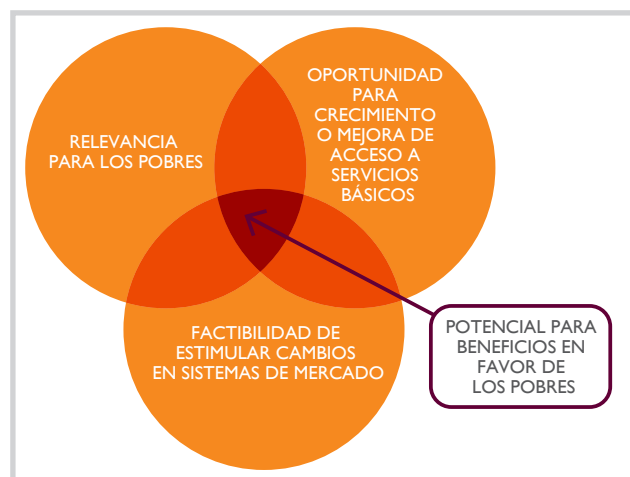 RELEVANCIA
PARA LOS POBRES
OPORTUNIDAD
PARA
CRECIMIENTO
O MEJORA DE
ACCESO A
SERVICIOS
BÁSICOS
FACTIBILIDAD DE
ESTIMULAR CAMBIOS
EN SISTEMAS DE MERCADO
POTENCIAL PARA
BENEFICIOS EN
FAVOR DE
LOS POBRES